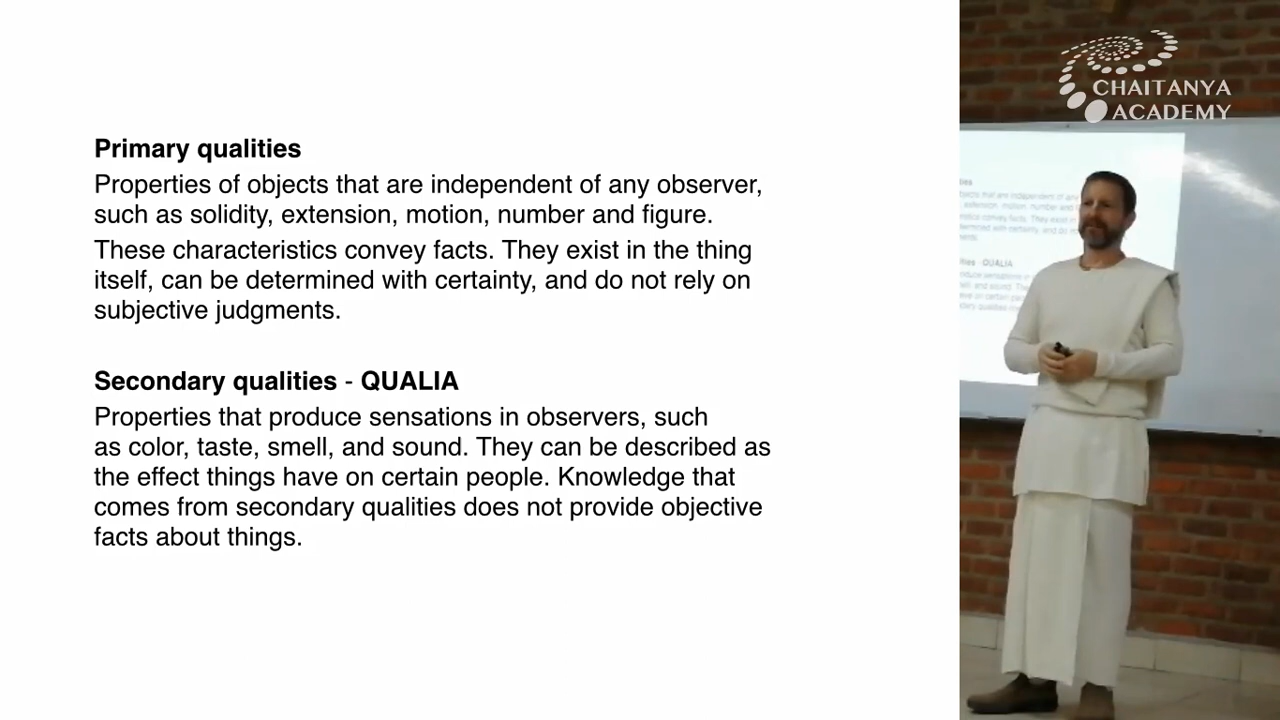 Primary qualities
Properties of objects that are independent of any observer,
such as solidity, extension, motion, number and figure.
These characteristics convey facts. They exist in the thing
itself, can be determined with certainty, and do not rely on
subjective judgments.
Secondary qualities - QUALIA
Properties that produce sensations in observers, such
as color, taste, smell, and sound. They can be described as
the effect things have on certain people. Knowledge that
comes from secondary qualities does not provide objective
facts about things.
CHAITANYA
ACADEMY